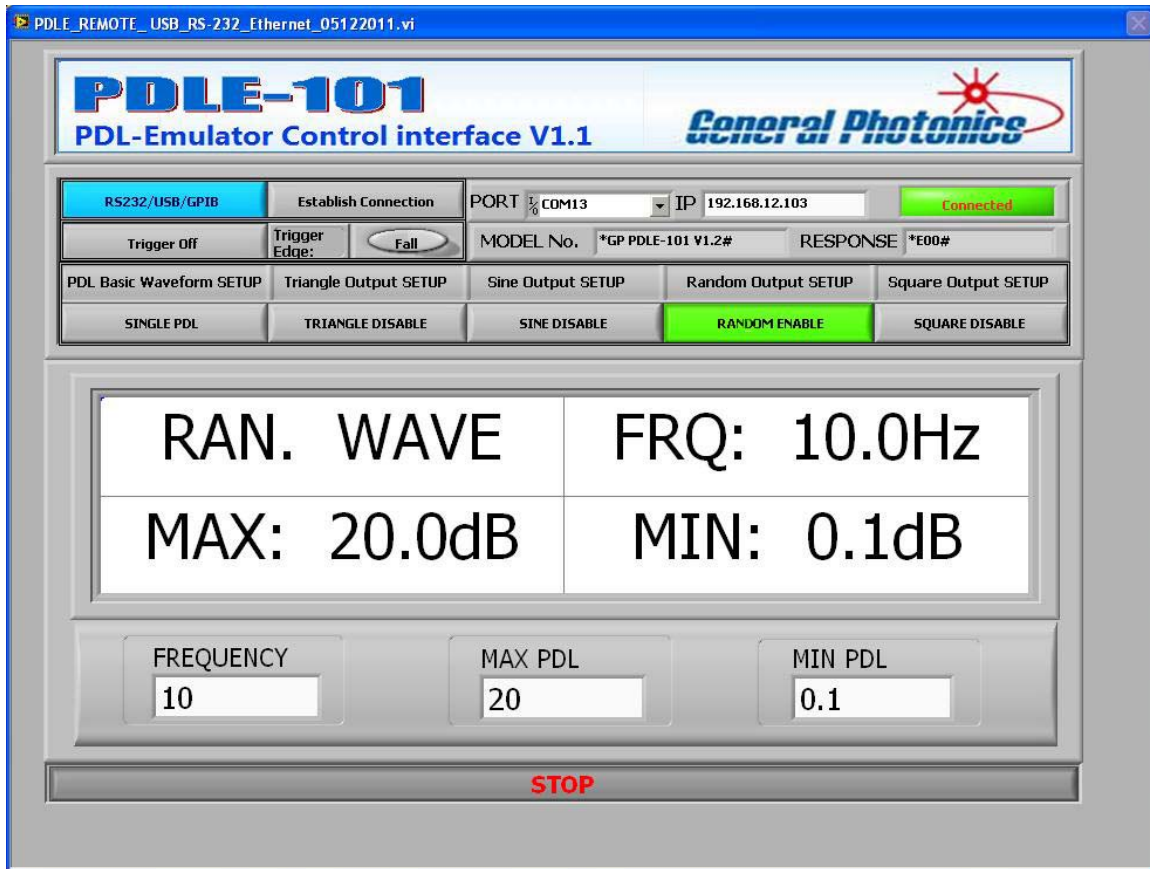 PDLE_REMOTE_ USB_RS-232_Ethernet_05122011.vi
PDLE-101
PDL-Emulator Control interface V1.1
General Photonics
RS232/USB/GPIB
Establish Connection
PORT
I/O COM13
IP
192.168.12.103
Connected
Trigger Off
Trigger
Edge:
Fall
MODEL No.
*GP PDLE-101 V1.2#
RESPONSE
*E00#
PDL Basic Waveform SETUP
Triangle Output SETUP
Sine Output SETUP
Random Output SETUP
Square Output SETUP
SINGLE PDL
TRIANGLE DISABLE
SINE DISABLE
RANDOM ENABLE
SQUARE DISABLE
RAN. WAVE
FRQ: 10.0Hz
MAX: 20.0dB
MIN: 0.1dB
FREQUENCY
10
MAX PDL
20
MIN PDL
0.1
STOP